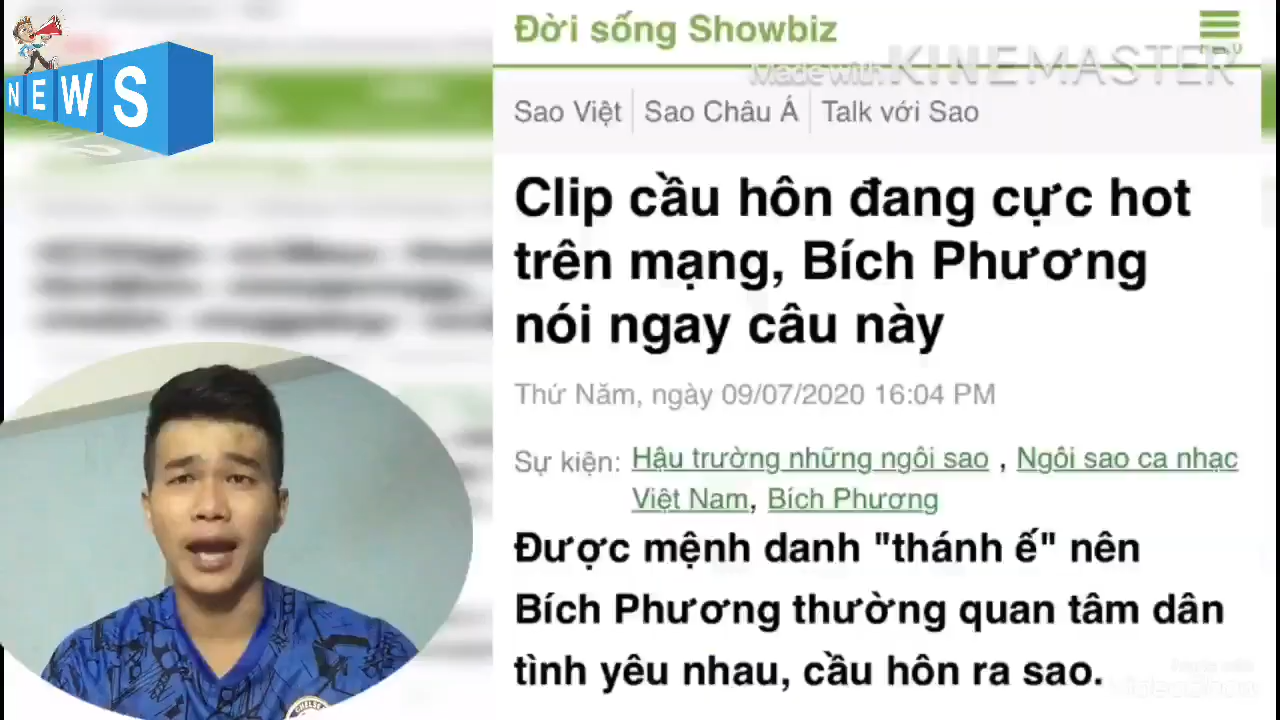 NEWS
Đời sống Showbiz
Made with KINEMASTER
Sao Việt Sao Châu Á Talk với Sao
Clip cầu hôn đang cực hot
trên mạng, Bích Phương
nói ngay câu này
Thứ Năm, ngày 09/07/2020 16:04 PM
Sự kiện: Hậu trường những ngôi sao , Ngôi sao ca nhạc
Việt Nam, Bích Phương
Được mệnh danh "thánh ế" nên
Bích Phương thường quan tâm dân
tình yêu nhau, cầu hôn ra sao.